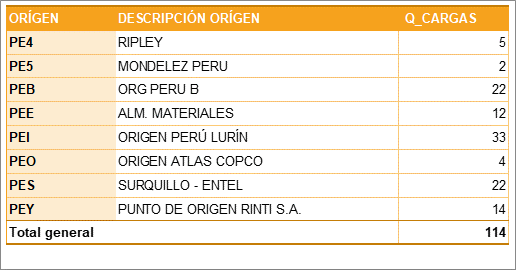 ORÍGEN DESCRIPCIÓN ORÍGEN Q_CARGAS
PE4 RIPLEY 5
PE5 MONDELEZ PERU 2
PEB ORG PERU B 22
PEE ALM. MATERIALES 12
PEI ORIGEN PERÚ LURÍN 33
PEO ORIGEN ATLAS COPCO 4
PES SURQUILLO - ENTEL 22
PEY PUNTO DE ORIGEN RINTI S.A. 14
Total general 114